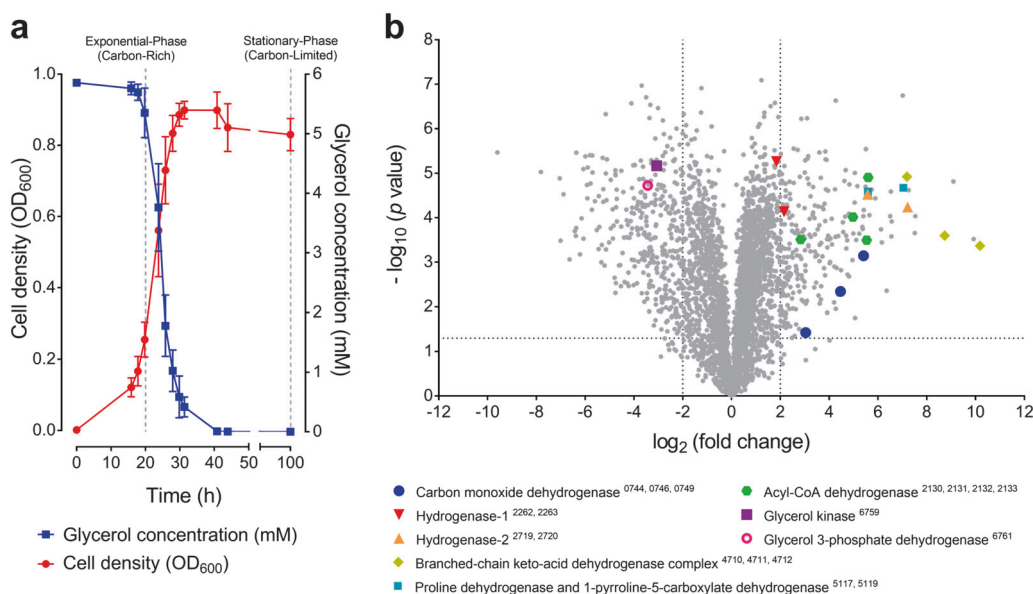 a
Exponential-Phase
(Carbon-Rich)
Stationary-Phase
(Carbon-Limited)
Cell density (OD600)
1.0
0.8
0.6
0.4
0.2
0.0
6
5
4
3
2
1
0
Glycerol concentration (mM)
0 10 20 30 40 50 100
Time (h)
Glycerol concentration (mM)
Cell density (OD600)
b
- log10 (p value)
8
7
6
5
4
3
2
1
0
-12 -10 -8 -6 -4 -2 0 2 4 6 8 10 12
log2 (fold change)
Carbon monoxide dehydrogenase 0744, 0746, 0749
Hydrogenase-1 2262, 2263
Hydrogenase-2 2719, 2720
Branched-chain keto-acid dehydrogenase complex 4710, 4711, 4712
Proline dehydrogenase and 1-pyrroline-5-carboxylate dehydrogenase 5117, 5119
Acyl-CoA dehydrogenase 2130, 2131, 2132, 2133
Glycerol kinase 6759
Glycerol 3-phosphate dehydrogenase 6761